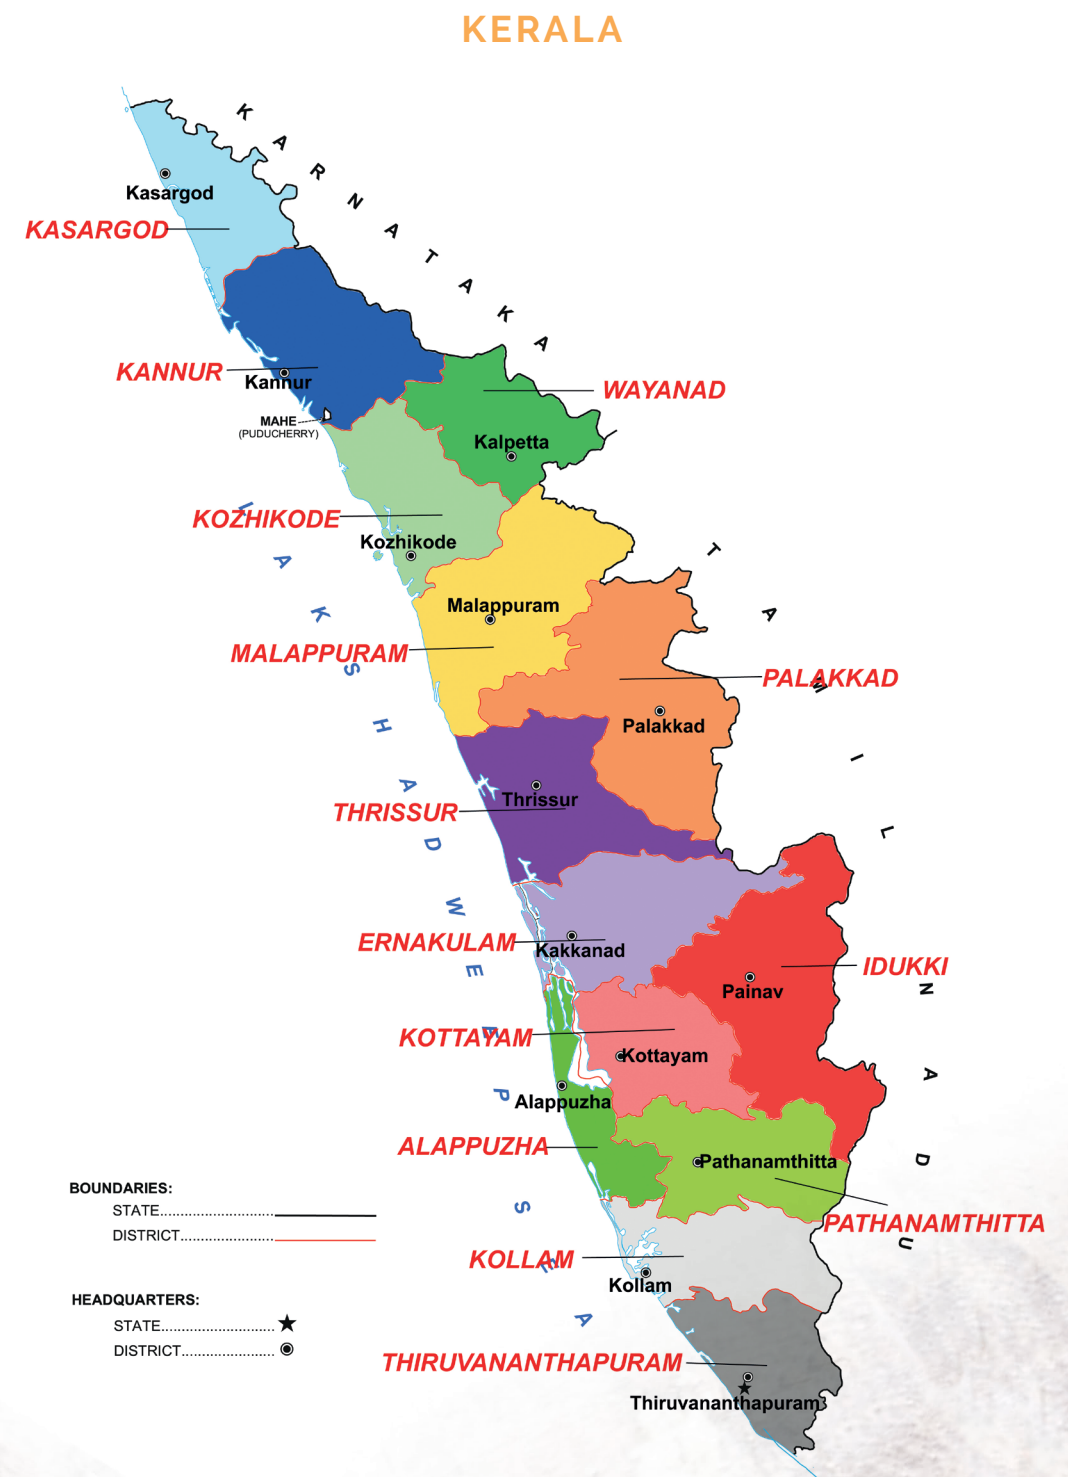 KERALA
KARNATAKA
Kasargod
KASARGOD
KANNUR
Kannur
WAYANAD
MAHE
(PUDUCHERRY)
Kalpetta
KOZHIKODE
Kozhikode
TAMIL NADU
LAKSHADWEEP SEA
Malappuram
MALAPPURAM
PALAKKAD
Palakkad
Thrissur
THRISSUR
ERNAKULAM
Kakkanad
IDUKKI
Painav
KOTTAYAM
Kottayam
Alappuzha
ALAPPUZHA
Pathanamthitta
PATHANAMTHITTA
KOLLAM
Kollam
THIRUVANANTHAPURAM
Thiruvananthapuram
BOUNDARIES:
STATE...........................
DISTRICT......................
HEADQUARTERS:
STATE...........................
DISTRICT......................